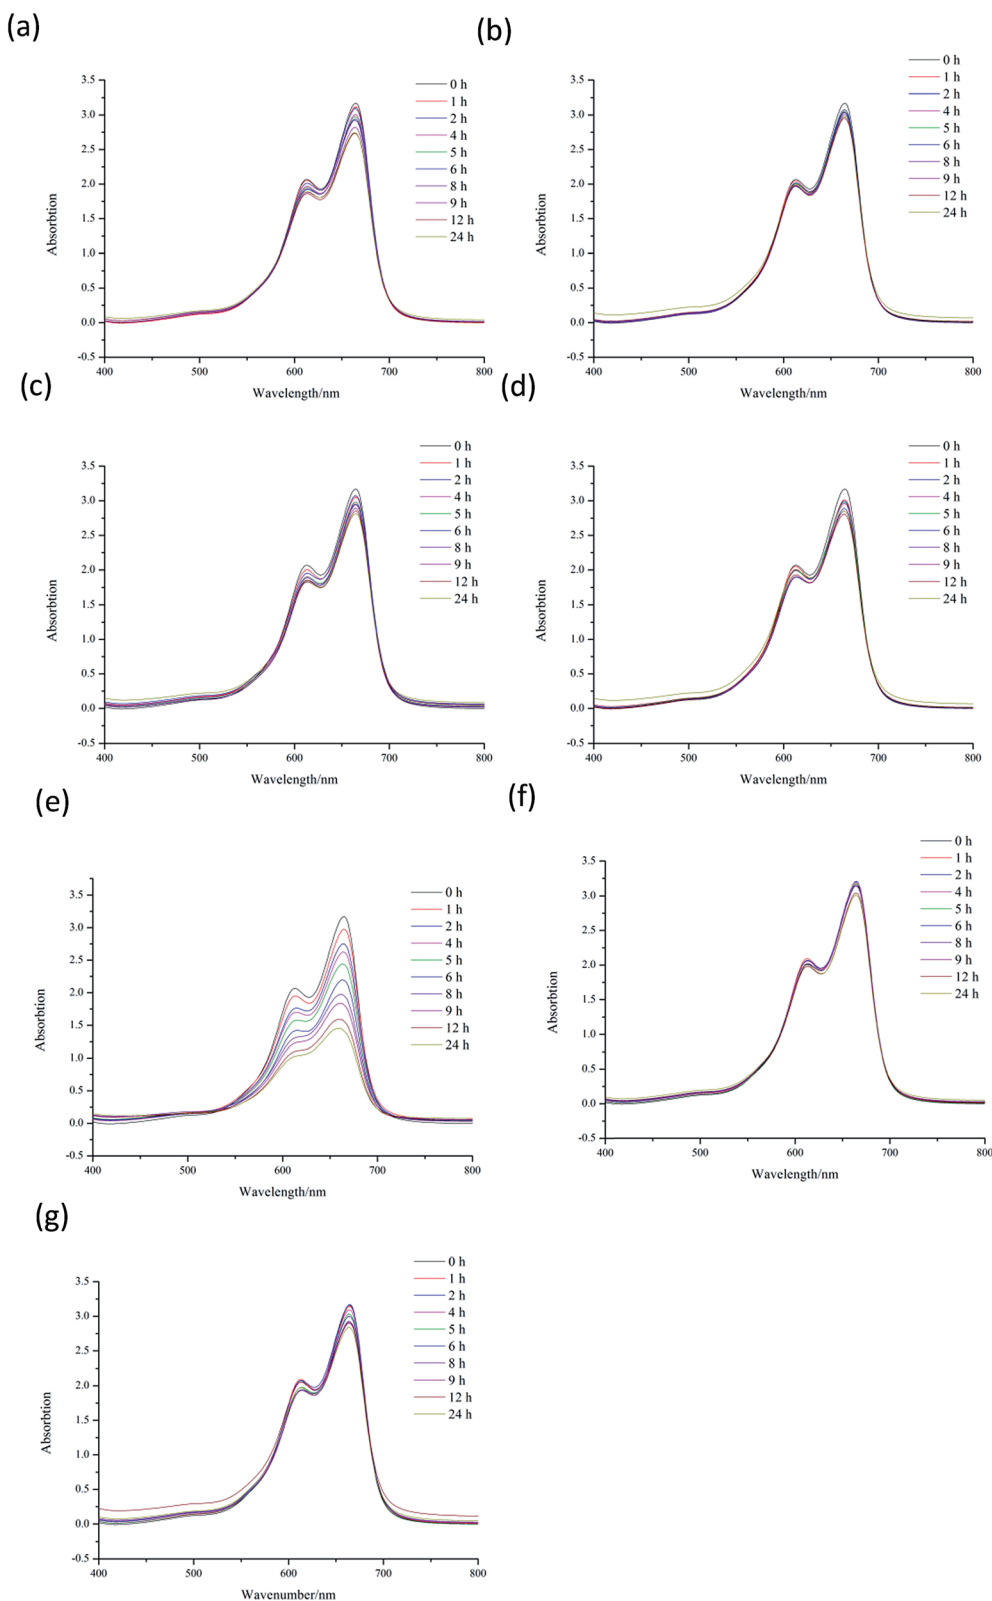 (a)
3.5
3.0
2.5
2.0
1.5
1.0
0.5
0.0
-0.5
400
500
600
700
800
Absorbtion
Wavelength/nm
0 h
1 h
2 h
4 h
5 h
6 h
8 h
9 h
12 h
24 h
(b)
3.5
3.0
2.5
2.0
1.5
1.0
0.5
0.0
-0.5
400
500
600
700
800
Absorbtion
Wavelength/nm
0 h
1 h
2 h
4 h
5 h
6 h
8 h
9 h
12 h
24 h
(c)
3.5
3.0
2.5
2.0
1.5
1.0
0.5
0.0
-0.5
400
500
600
700
800
Absorbtion
Wavelength/nm
0 h
1 h
2 h
4 h
5 h
6 h
8 h
9 h
12 h
24 h
(d)
3.5
3.0
2.5
2.0
1.5
1.0
0.5
0.0
-0.5
400
500
600
700
800
Absorbtion
Wavelength/nm
0 h
1 h
2 h
4 h
5 h
6 h
8 h
9 h
12 h
24 h
(e)
3.5
3.0
2.5
2.0
1.5
1.0
0.5
0.0
-0.5
400
500
600
700
800
Absorbtion
Wavelength/nm
0 h
1 h
2 h
4 h
5 h
6 h
8 h
9 h
12 h
24 h
(f)
3.5
3.0
2.5
2.0
1.5
1.0
0.5
0.0
-0.5
400
500
600
700
800
Absorbtion
Wavelength/nm
0 h
1 h
2 h
4 h
5 h
6 h
8 h
9 h
12 h
24 h
(g)
3.5
3.0
2.5
2.0
1.5
1.0
0.5
0.0
-0.5
400
500
600
700
800
Absorbtion
Wavenumber/nm
0 h
1 h
2 h
4 h
5 h
6 h
8 h
9 h
12 h
24 h